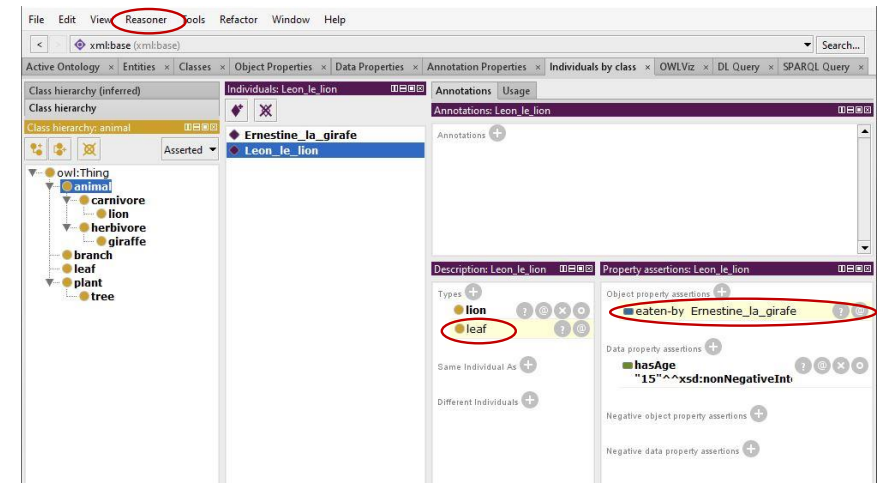 File Edit View Reasoner Tools Refactor Window Help
< > xml:base (xml:base) Search...
Active Ontology × Entities × Classes × Object Properties × Data Properties × Annotation Properties × Individuals by class × OWLViz × DL Query × SPARQL Query ×
Class hierarchy (inferred)
Class hierarchy
Class hierarchy: animal
Asserted
owl:Thing
animal
carnivore
lion
herbivore
giraffe
branch
leaf
plant
tree
Individuals: Leon_le_lion
Ernestine_la_girafe
Leon_le_lion
Annotations Usage
Annotations: Leon_le_lion
Annotations
Description: Leon_le_lion
Types
lion
leaf
Same Individual As
Different Individuals
Property assertions: Leon_le_lion
Object property assertions
eaten-by Ernestine_la_girafe
Data property assertions
hasAge
"15"^^xsd:nonNegativeInt
Negative object property assertions
Negative data property assertions